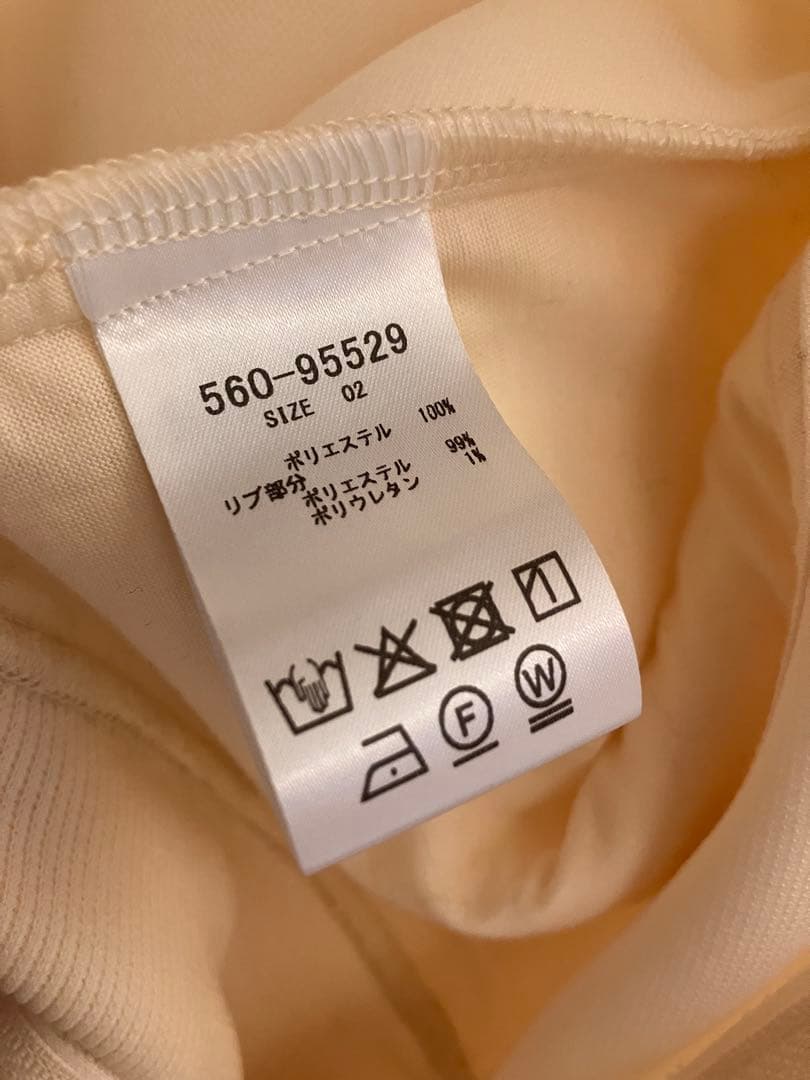 560-95529
SIZE 02
ポリエステル 100%
リブ部分
ポリエステル 99%
ポリウレタン 1%
F
W